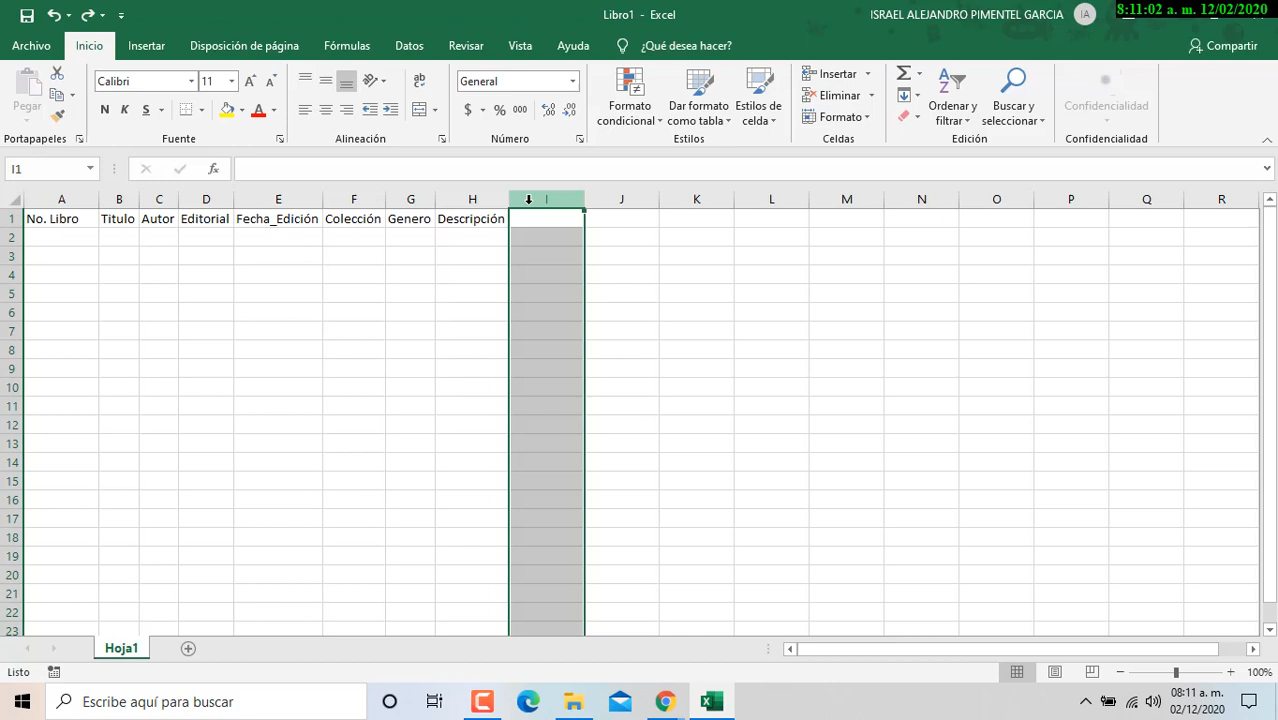 Libro1 - Excel
ISRAEL ALEJANDRO PIMENTEL GARCIA
IA
8:11:02 a. m. 12/02/2020
Archivo
Inicio
Insertar
Disposición de página
Fórmulas
Datos
Revisar
Vista
Ayuda
¿Qué desea hacer?
Compartir
Pegar
Calibri
11
General
Insertar
Eliminar
Formato
N K S
$ % 000
Formato condicional
Dar formato como tabla
Estilos de celda
Ordenar y filtrar
Buscar y seleccionar
Confidencialidad
Portapapeles
Fuente
Alineación
Número
Estilos
Celdas
Edición
Confidencialidad
I1
fx
A B C D E F G H I J K L M N O P Q R
1 No. Libro Titulo Autor Editorial Fecha_Edición Colección Genero Descripción
2
3
4
5
6
7
8
9
10
11
12
13
14
15
16
17
18
19
20
21
22
23
Hoja1
Listo
100%
Escribe aquí para buscar
08:11 a. m.
02/12/2020